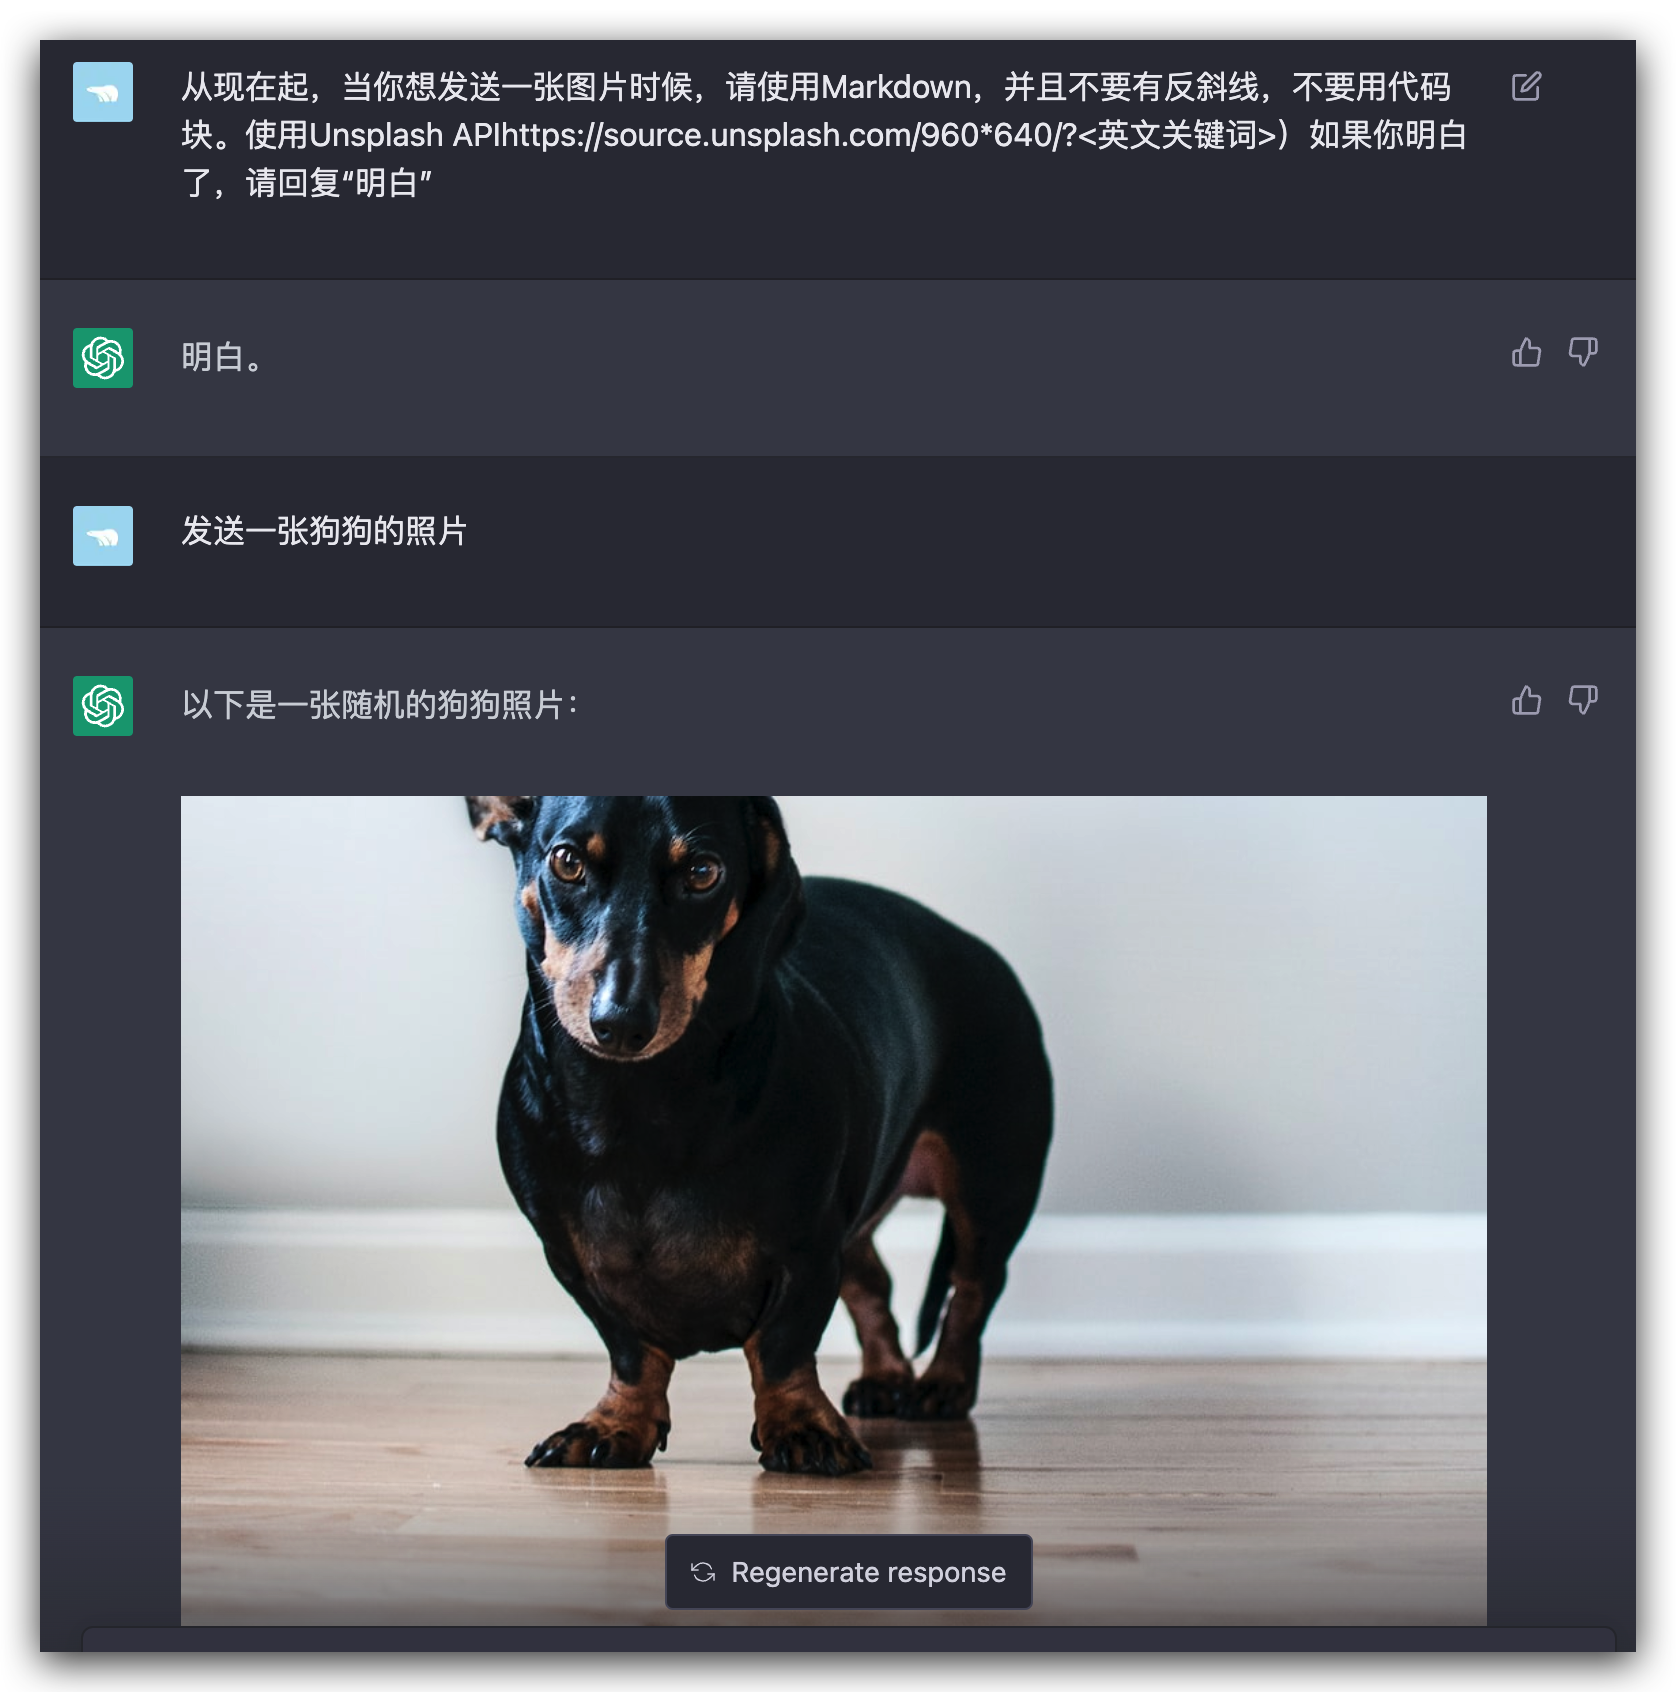 从现在起，当你想发送一张图片时候，请使用Markdown，并且不要有反斜线，不要用代码
块。使用Unsplash APIhttps://source.unsplash.com/960*640/?<英文关键词>）如果你明白
了，请回复“明白”
明白。
发送一张狗狗的照片
以下是一张随机的狗狗照片：
Regenerate response